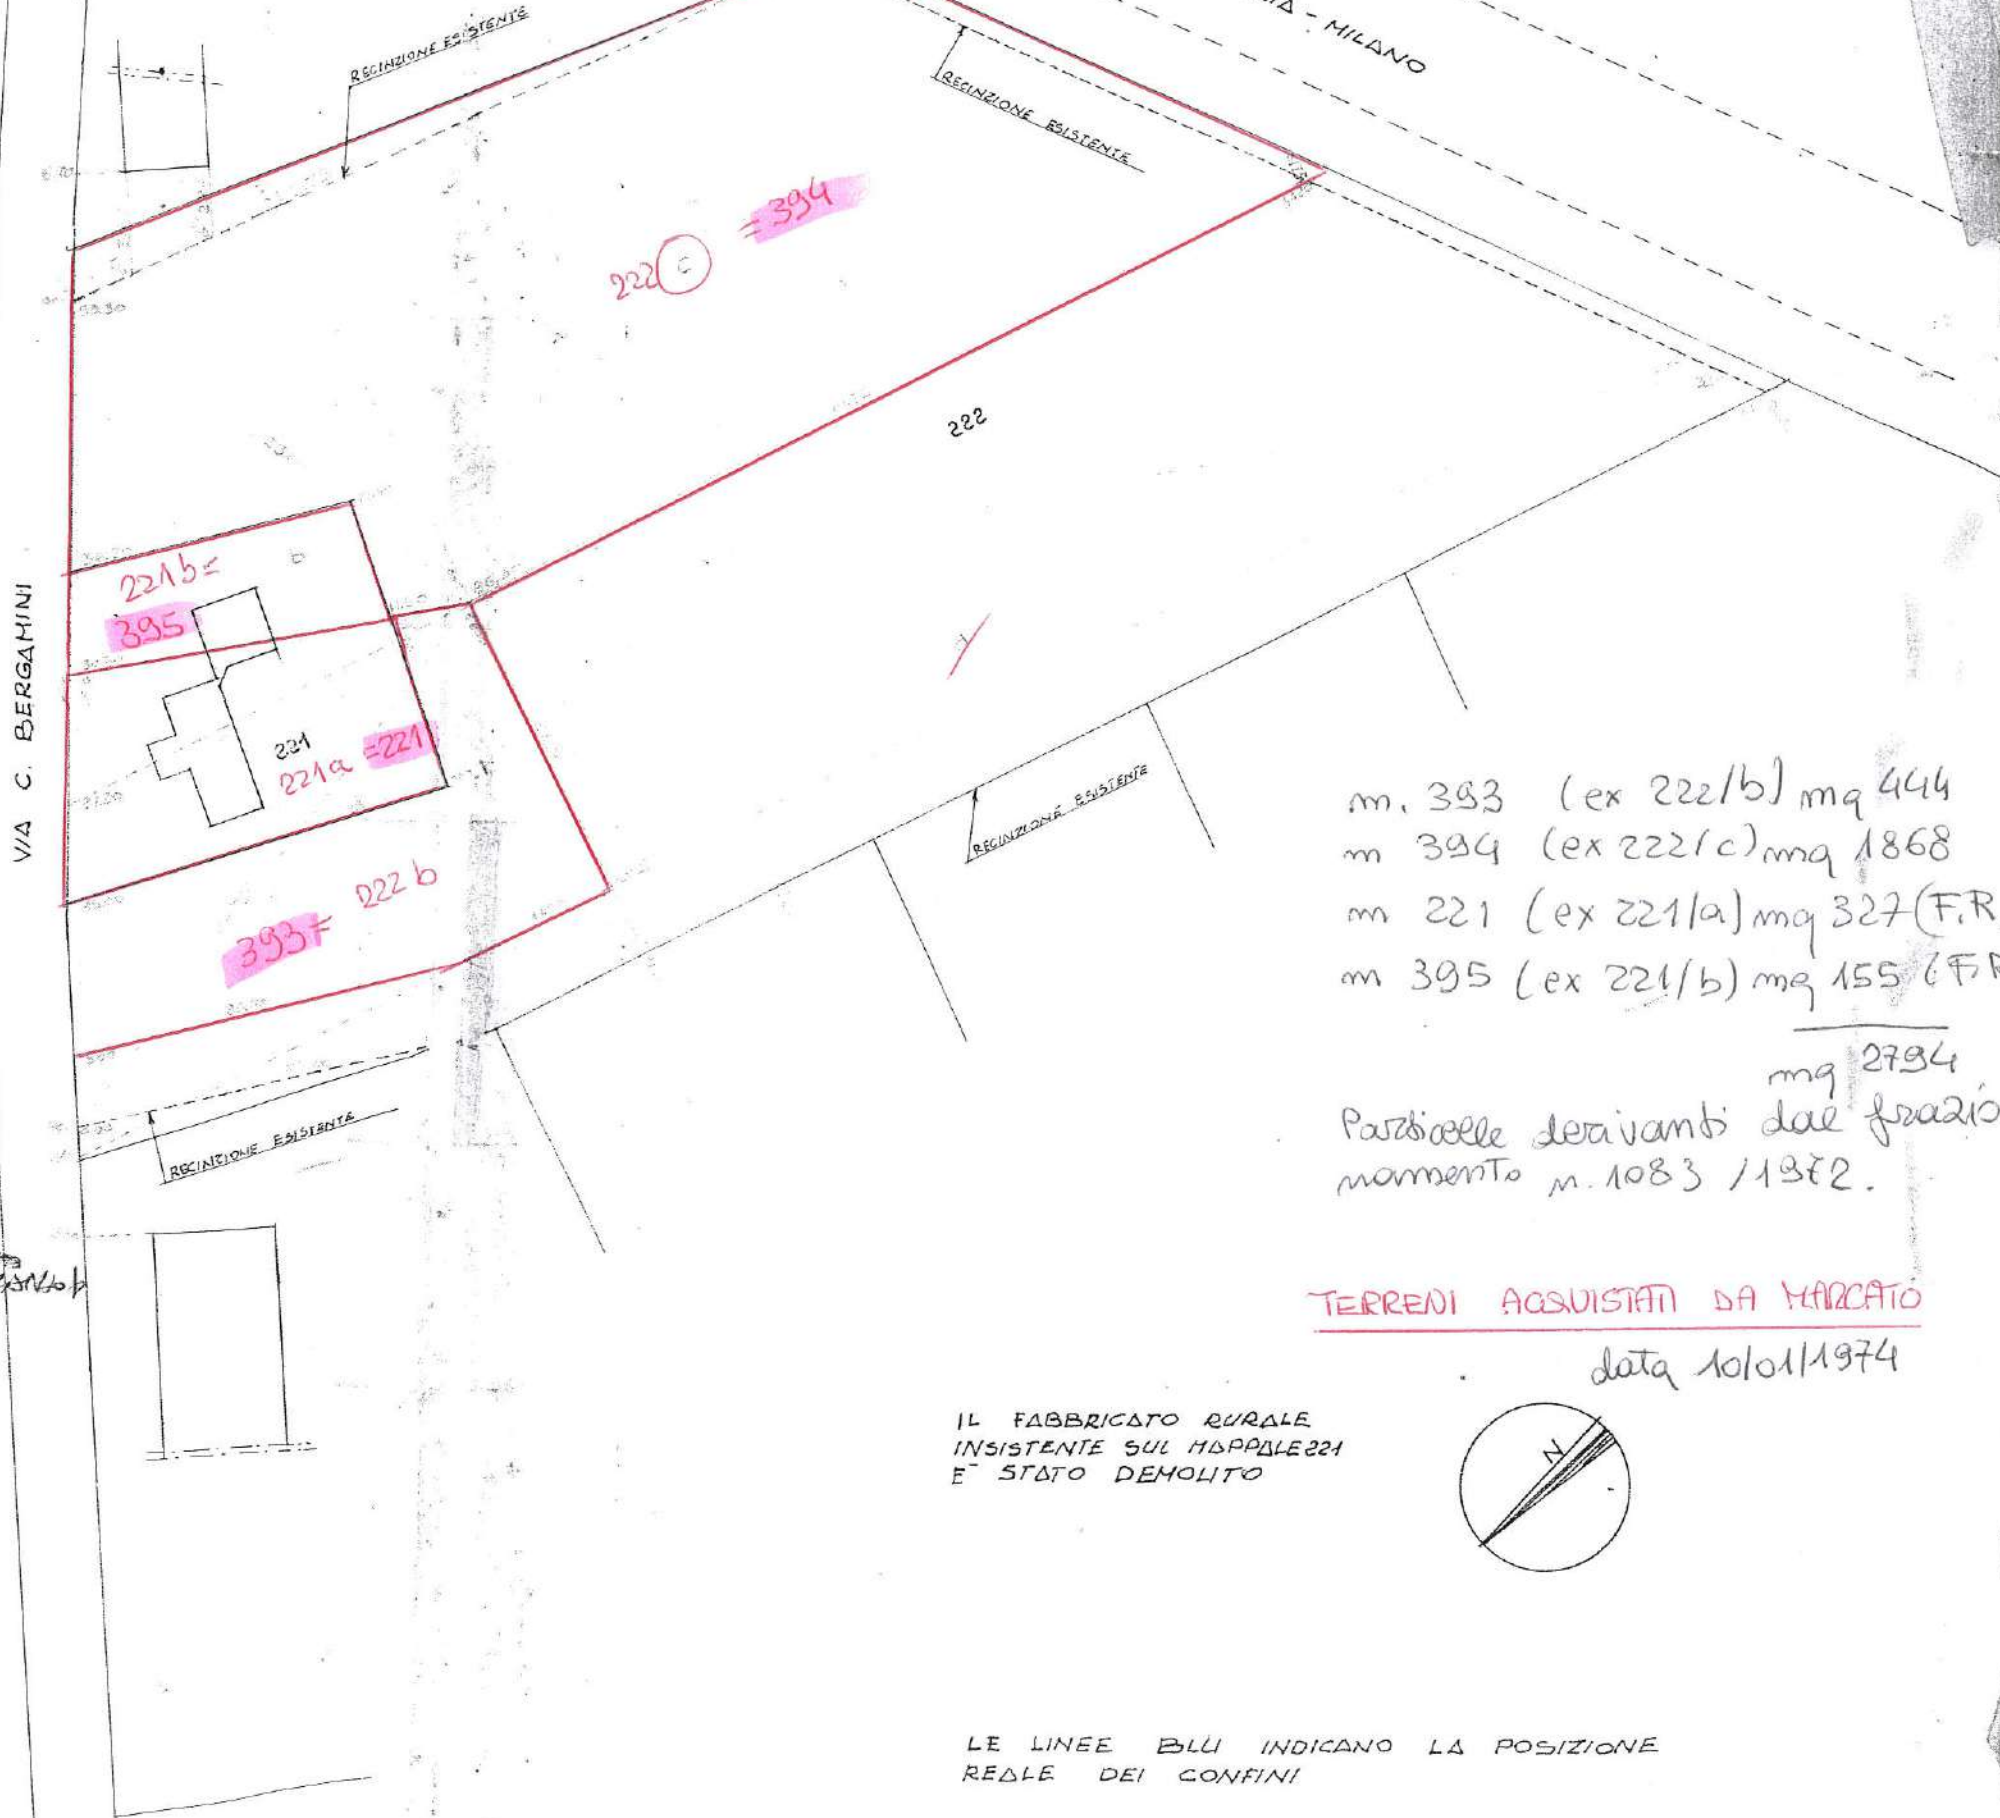 RECINZIONE ESISTENTE
- MILANO
RECINZIONE ESISTENTE
= 394
222 c
59.30
222
VIA C. BERGAMINI
b
221b=
395
221
221a =221
RECINZIONE ESISTENTE
222b
393=
RECINZIONE ESISTENTE
m. 393 (ex 222/b) mq 444
m 394 (ex 222/c) mq 1868
m 221 (ex 221/a) mq 327 (F.R
m 395 (ex 221/b) mq 155 (F.R
mq 2794
Particelle derivanti dal frazio
namento n. 1083 /1972.
TERRENI ACQUISTATI DA MARCATO
data 10/01/1974
IL FABBRICATO RURALE
INSISTENTE SUL MAPPALE 221
E' STATO DEMOLITO
N
LE LINEE BLU INDICANO LA POSIZIONE
REALE DEI CONFINI